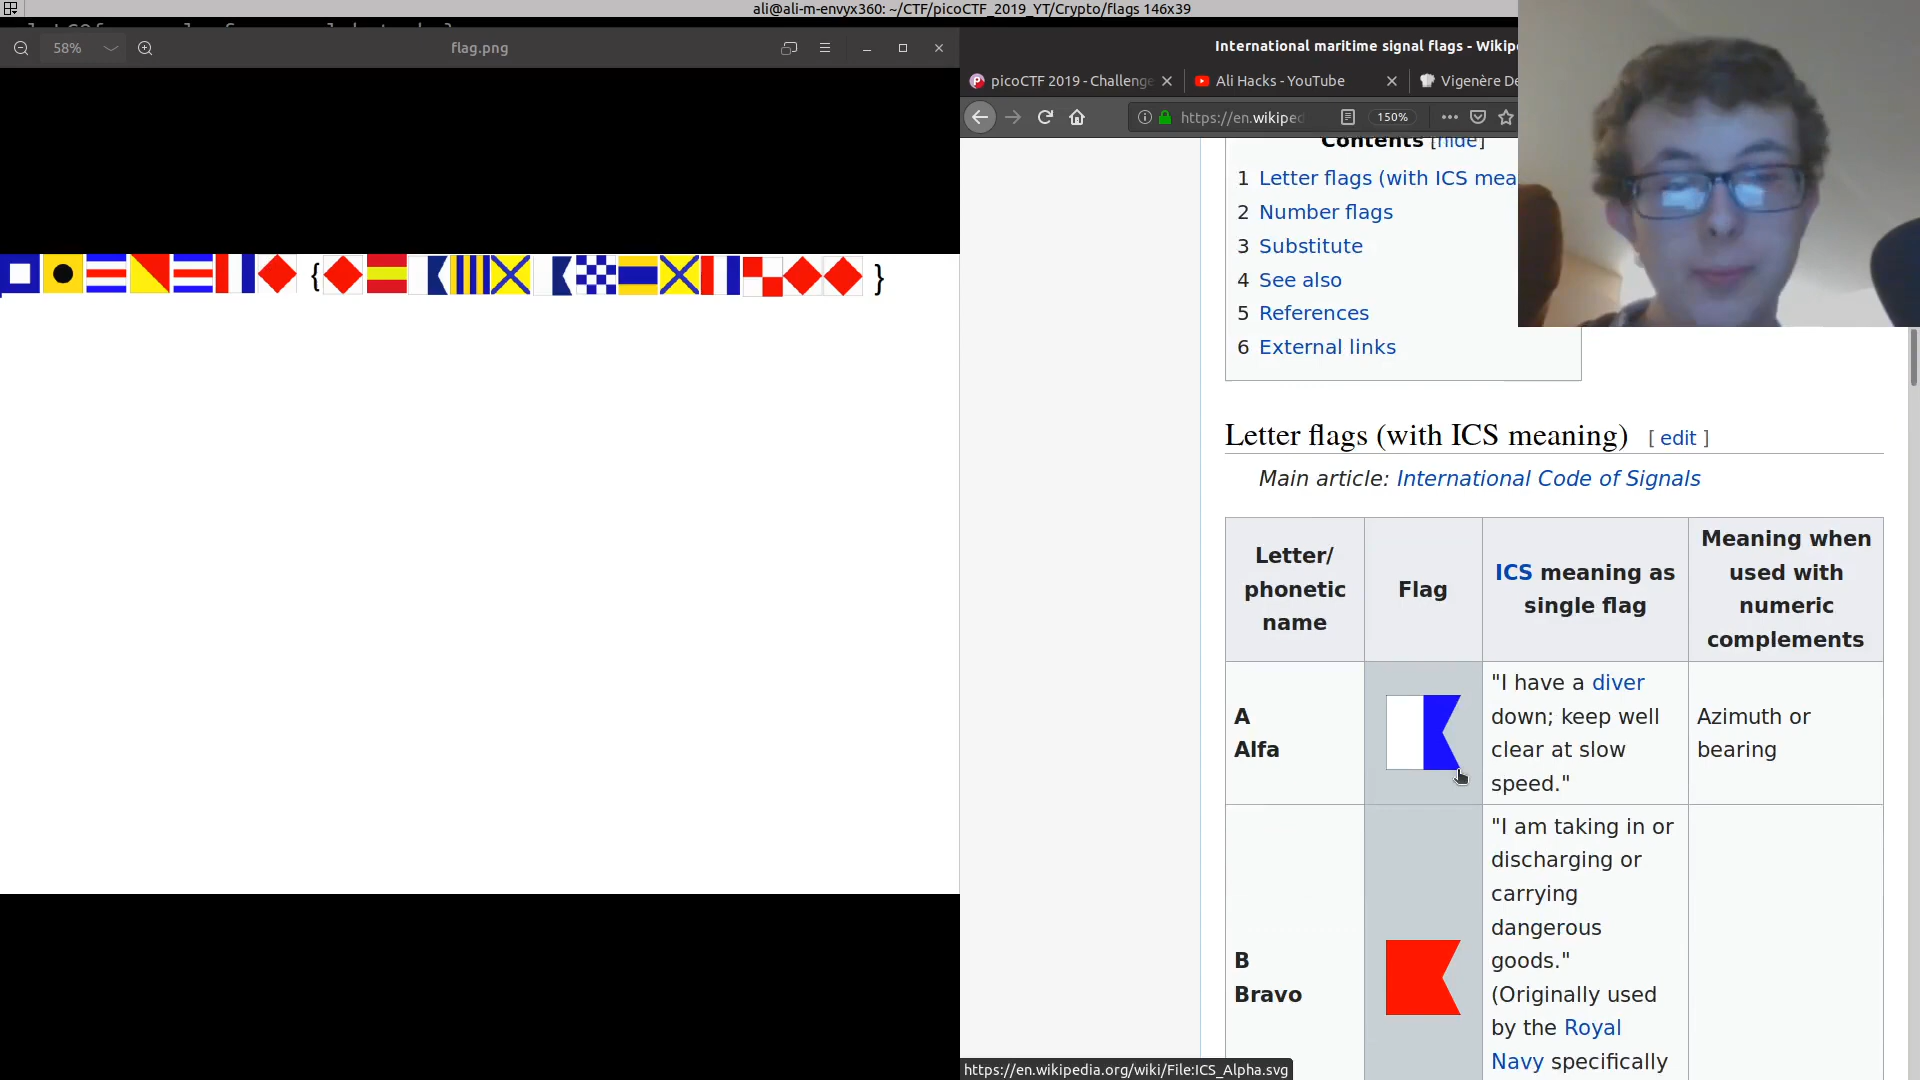 ali@ali-m-envyx360: ~/CTF/picoCTF_2019_YT/Crypto/flags 146x39
58%
flag.png
{
}
International maritime signal flags - Wikipe
picoCTF 2019 - Challenge
Ali Hacks - YouTube
Vigenère De
https://en.wikiped
150%
Contents [hide]
1 Letter flags (with ICS mea
2 Number flags
3 Substitute
4 See also
5 References
6 External links
Letter flags (with ICS meaning) [ edit ]
Main article: International Code of Signals
Letter/
phonetic
name
Flag
ICS meaning as
single flag
Meaning when
used with
numeric
complements
A
Alfa
"I have a diver
down; keep well
clear at slow
speed."
Azimuth or
bearing
B
Bravo
"I am taking in or
discharging or
carrying
dangerous
goods."
(Originally used
by the Royal
Navy specifically
https://en.wikipedia.org/wiki/File:ICS_Alpha.svg